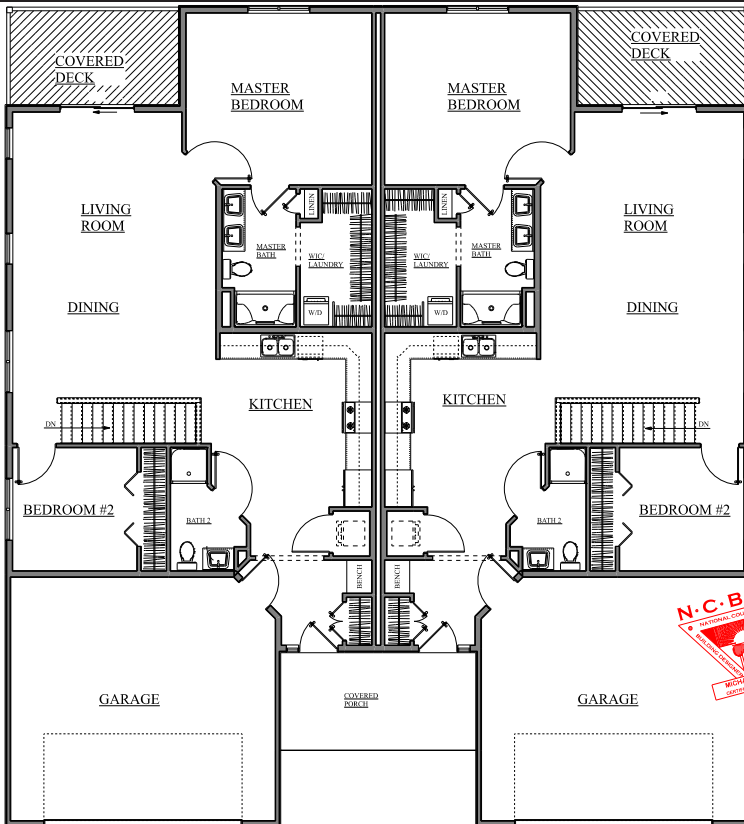 COVERED
DECK
MASTER
BEDROOM
MASTER
BEDROOM
COVERED
DECK
LIVING
ROOM
LINEN
LINEN
LIVING
ROOM
MASTER
BATH
WIC/
LAUNDRY
WIC/
LAUNDRY
MASTER
BATH
DINING
W/D
W/D
DINING
KITCHEN
KITCHEN
DN
DN
BEDROOM #2
BATH 2
BATH 2
BEDROOM #2
BENCH
BENCH
N.C.B
NATIONAL
BUILDING
GARAGE
COVERED
PORCH
GARAGE